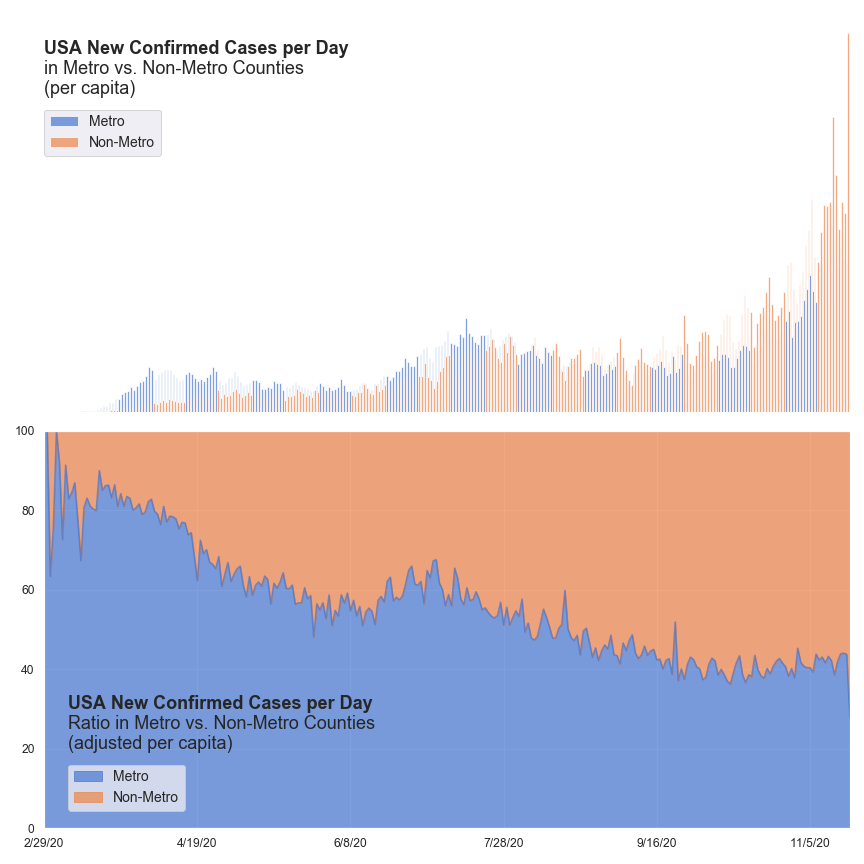 USA New Confirmed Cases per Day
in Metro vs. Non-Metro Counties
(per capita)
Metro
Non-Metro
100
80
60
40
20
0
USA New Confirmed Cases per Day
Ratio in Metro vs. Non-Metro Counties
(adjusted per capita)
Metro
Non-Metro
2/29/20 4/19/20 6/8/20 7/28/20 9/16/20 11/5/20